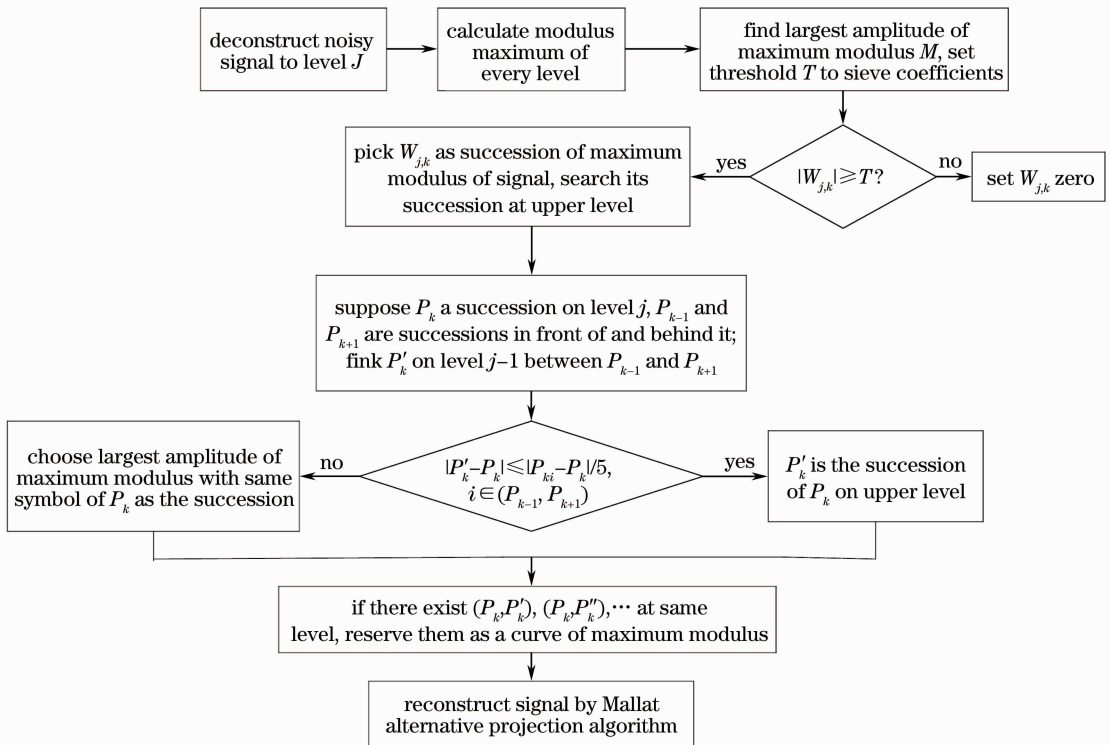 deconstruct noisy
signal to level J
calculate modulus
maximum of
every level
find largest amplitude of
maximum modulus M, set
threshold T to sieve coefficients
|W_{j,k}|≥T?
yes
no
set W_{j,k} zero
pick W_{j,k} as succession of maximum
modulus of signal, search its
succession at upper level
suppose P_k a succession on level j, P_{k-1} and
P_{k+1} are successions in front of and behind it;
fink P'_k on level j−1 between P_{k-1} and P_{k+1}
|P'_k−P_k|≤|P_{ki}−P_k|/5,
i∈(P_{k-1}, P_{k+1})
no
yes
choose largest amplitude of
maximum modulus with same
symbol of P_k as the succession
P'_k is the succession
of P_k on upper level
if there exist (P_k,P'_k), (P_k,P''_k),⋯ at same
level, reserve them as a curve of maximum modulus
reconstruct signal by Mallat
alternative projection algorithm